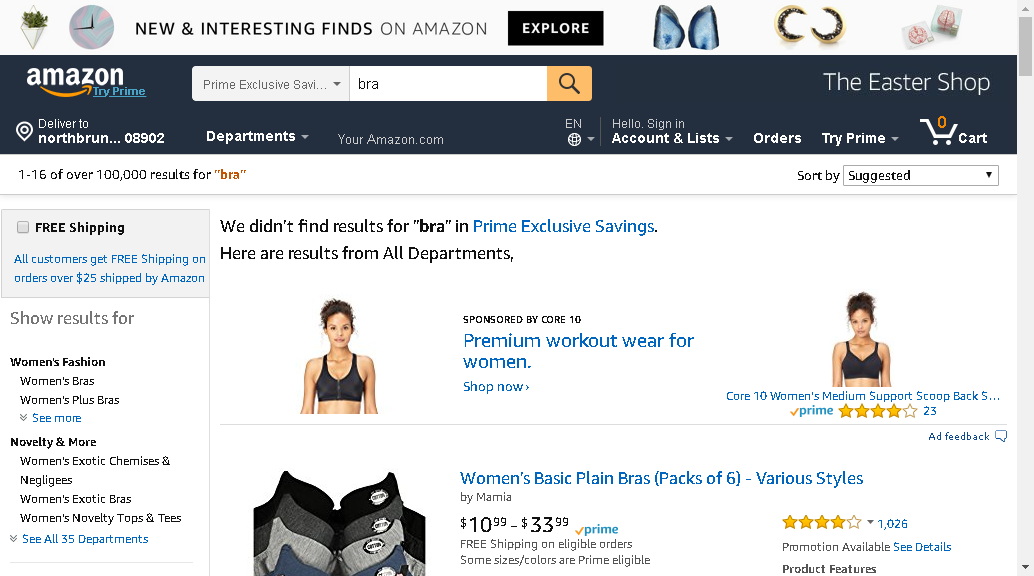 NEW & INTERESTING FINDS ON AMAZON EXPLORE
amazon
Try Prime
Prime Exclusive Savi...
bra
The Easter Shop
Deliver to
northbrun... 08902
Departments
Your Amazon.com
EN
Hello. Sign in
Account & Lists
Orders
Try Prime
0
Cart
1-16 of over 100,000 results for "bra"
Sort by Suggested
FREE Shipping
All customers get FREE Shipping on
orders over $25 shipped by Amazon
Show results for
Women's Fashion
Women's Bras
Women's Plus Bras
See more
Novelty & More
Women's Exotic Chemises &
Negligees
Women's Exotic Bras
Women's Novelty Tops & Tees
See All 35 Departments
We didn't find results for "bra" in Prime Exclusive Savings.
Here are results from All Departments,
SPONSORED BY CORE 10
Premium workout wear for
women.
Shop now ›
Core 10 Women's Medium Support Scoop Back S...
prime 23
Ad feedback
Women's Basic Plain Bras (Packs of 6) - Various Styles
by Mamia
$10.99 - $33.99 prime
FREE Shipping on eligible orders
Some sizes/colors are Prime eligible
1,026
Promotion Available See Details
Product Features
COTTON
COTTON